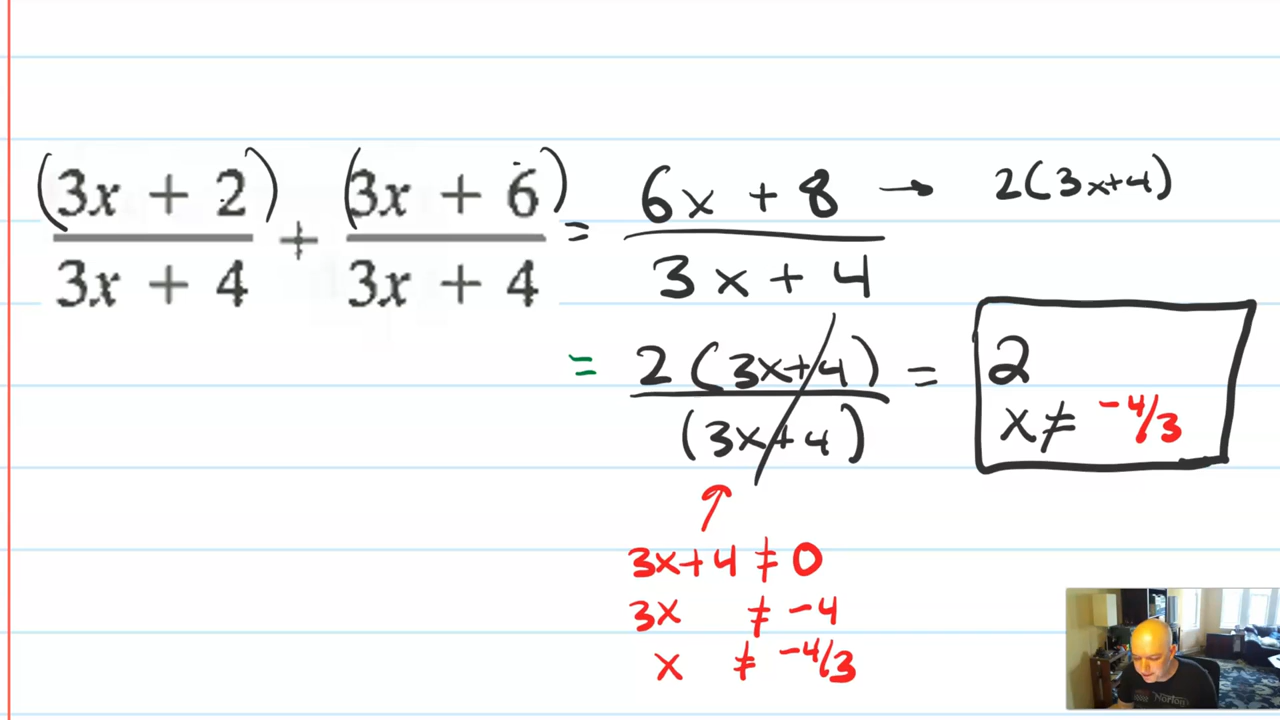 (3x + 2) / (3x + 4) + (3x + 6) / (3x + 4) = (6x + 8) / (3x + 4) → 2(3x+4)
= 2(3x+4) / (3x+4) = 2
x ≠ -4/3
3x+4 ≠ 0
3x ≠ -4
x ≠ -4/3